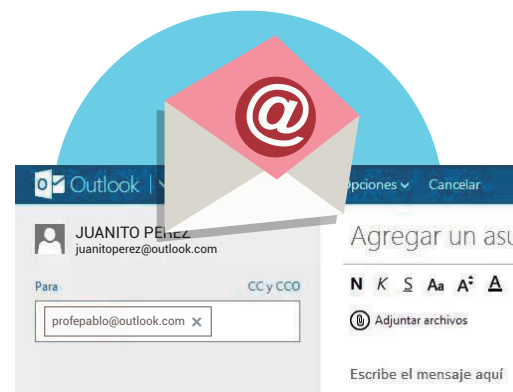 @
Outlook
Opciones Cancelar
JUANITO PEREZ
juanitoperez@outlook.com
Para CC y CCO
profepablo@outlook.com ×
Agregar un asu
N K S Aa A A
Adjuntar archivos
Escribe el mensaje aquí